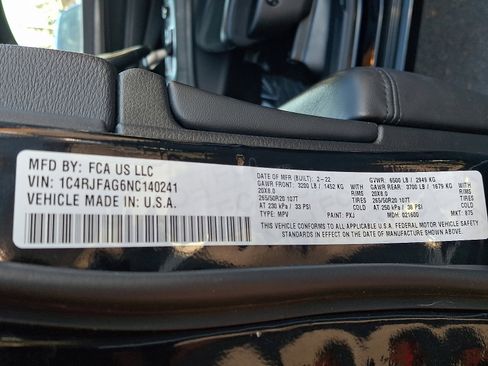 MFD BY: FCA US LLC
VIN: 1C4RJFAG6NC140241
VEHICLE MADE IN U.S.A.
DATE OF MFR (BUILT): 2-22 GVWR: 6500 LB / 2949 KG
GAWR FRONT: 3200 LB / 1452 KG GAWR REAR: 3700 LB / 1679 KG
20X8.0 20X8.0
265/50R20 107T TIRES 265/50R20 107T TIRES
AT 230 kPa / 33 PSI COLD AT 250 kPa / 36 PSI COLD
TYPE: MPV PAINT: PXJ MDH: 021600 MKT: 875
THIS VEHICLE CONFORMS TO ALL APPLICABLE U.S.A. FEDERAL MOTOR VEHICLE SAFETY
STANDARDS IN EFFECT ON THE DATE OF MANUFACTURE SHOWN ABOVE.